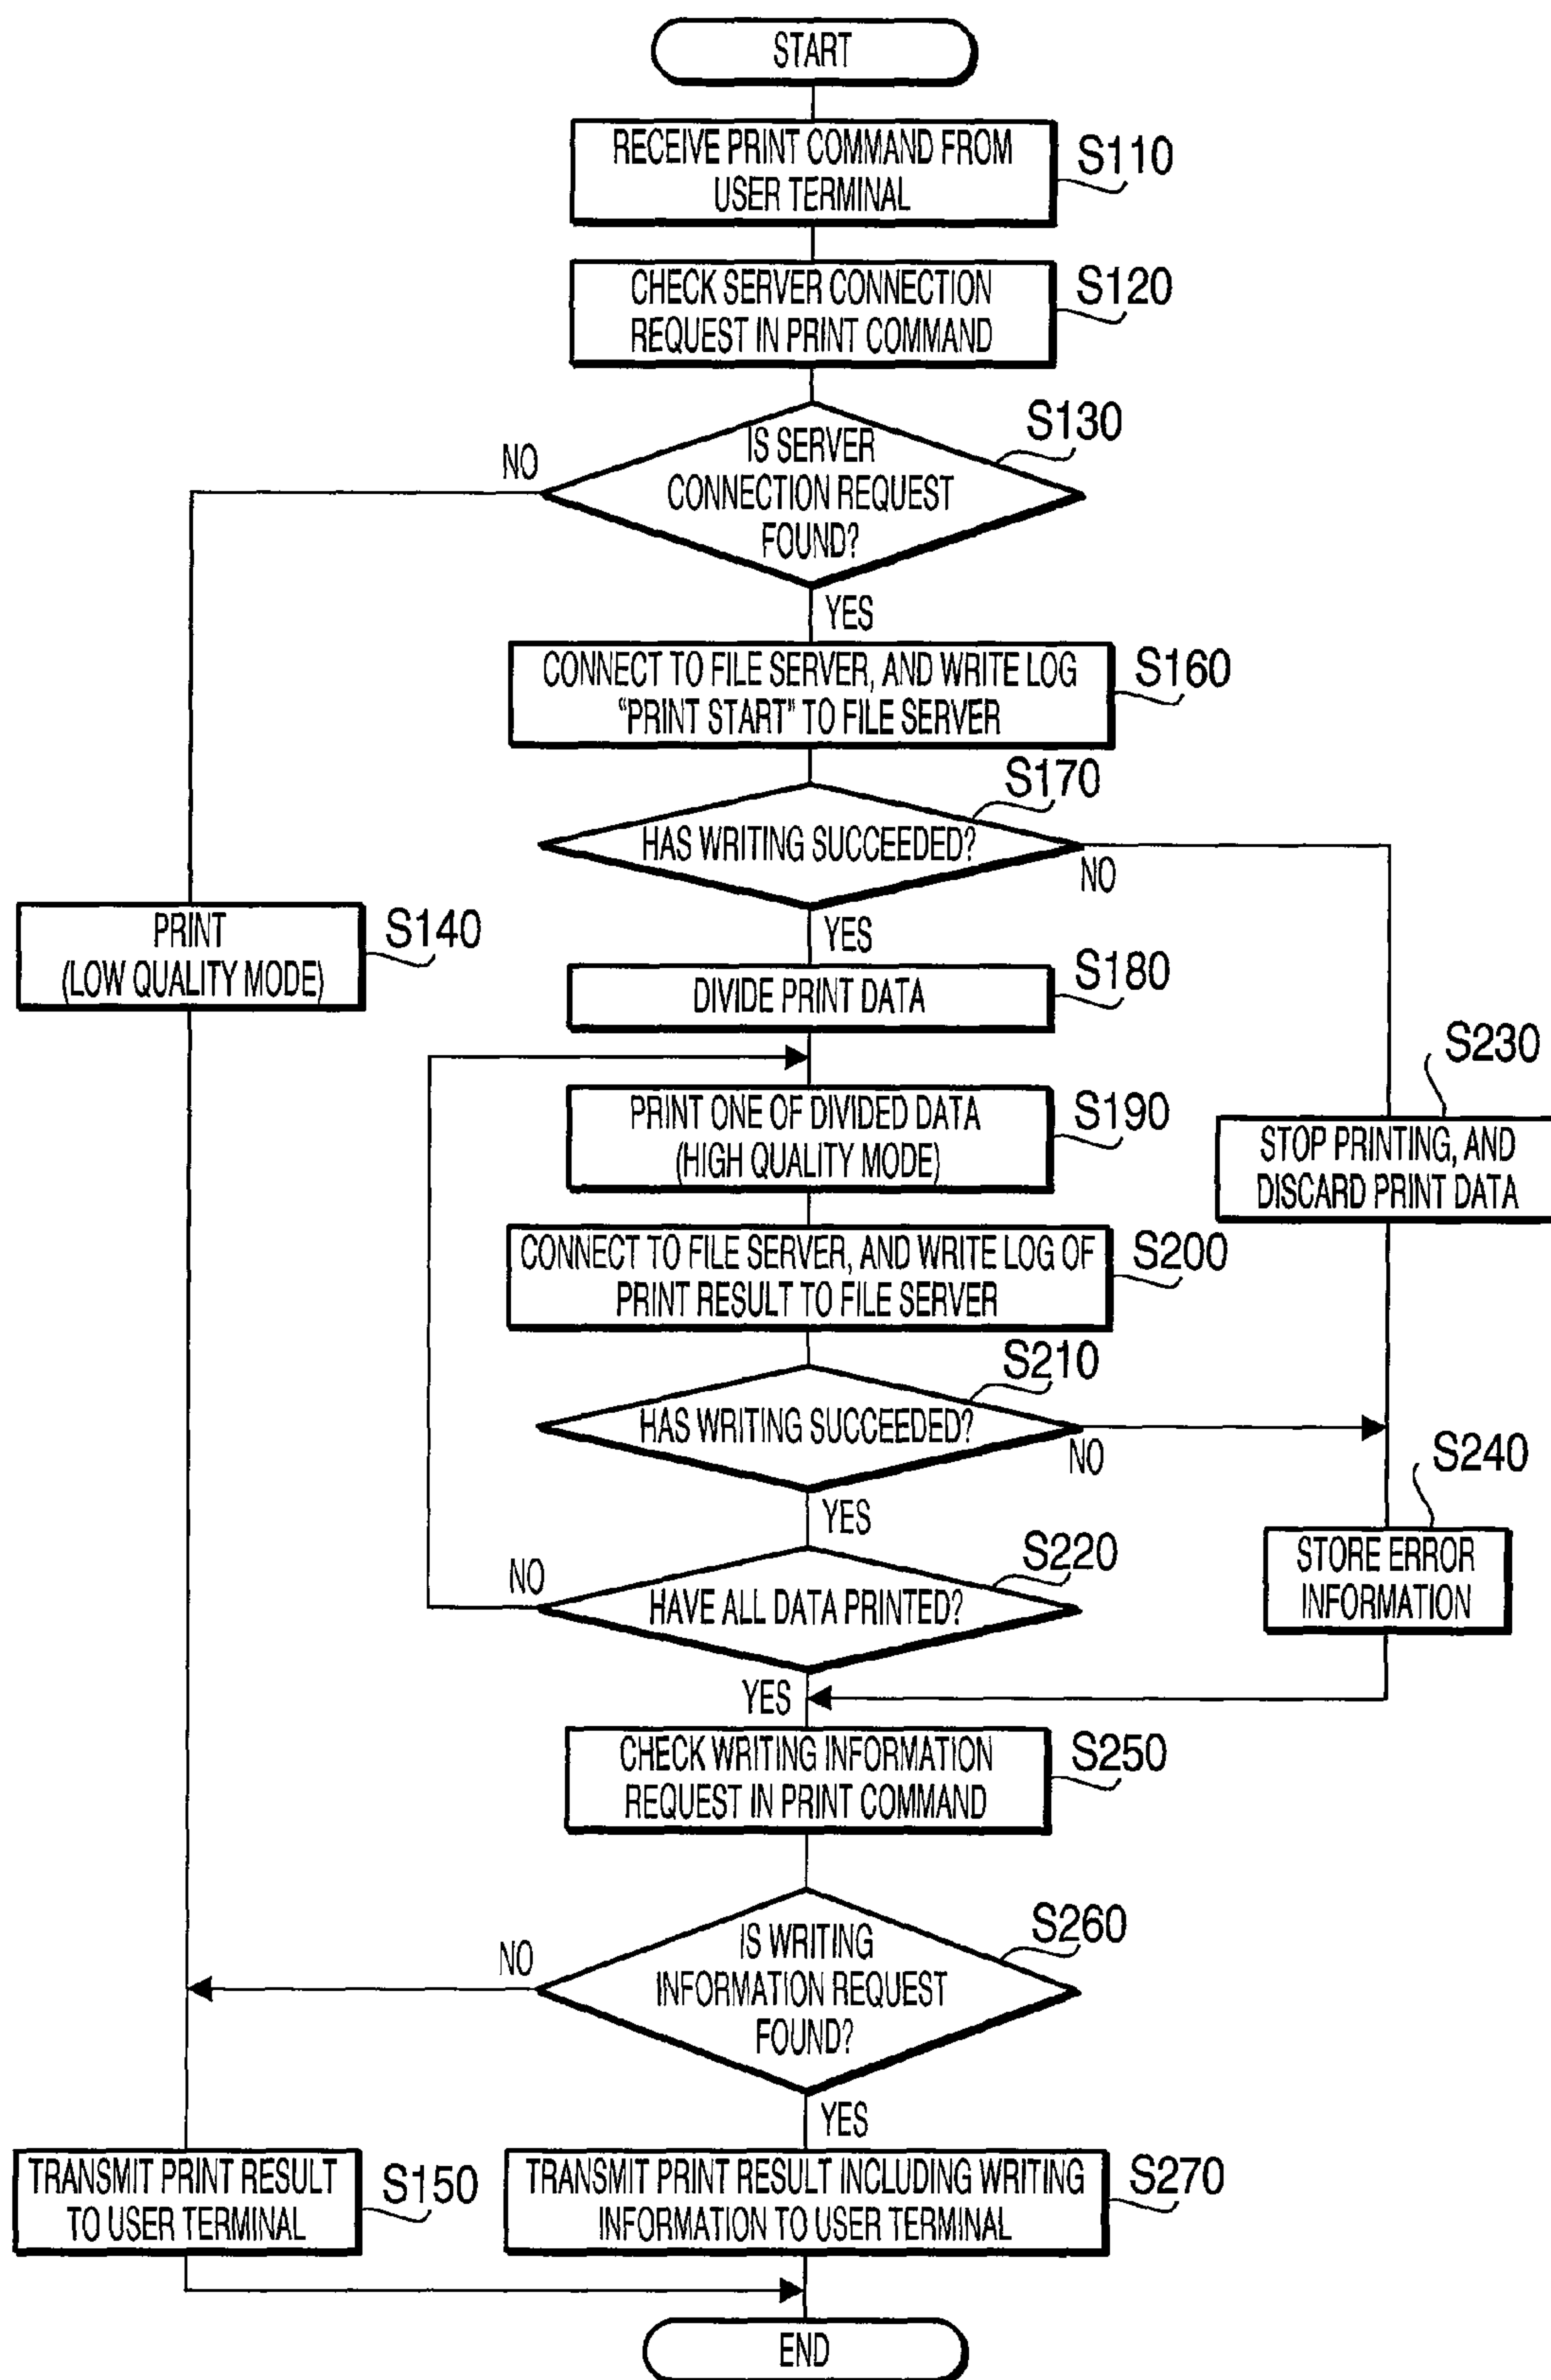 START
RECEIVE PRINT COMMAND FROM
USER TERMINAL
S110
CHECK SERVER CONNECTION
REQUEST IN PRINT COMMAND
S120
IS SERVER
CONNECTION REQUEST
FOUND?
S130
NO
YES
CONNECT TO FILE SERVER, AND WRITE LOG
“PRINT START” TO FILE SERVER
S160
HAS WRITING SUCCEEDED?
S170
NO
YES
PRINT
(LOW QUALITY MODE)
S140
DIVIDE PRINT DATA
S180
PRINT ONE OF DIVIDED DATA
(HIGH QUALITY MODE)
S190
STOP PRINTING, AND
DISCARD PRINT DATA
S230
CONNECT TO FILE SERVER, AND WRITE LOG OF
PRINT RESULT TO FILE SERVER
S200
HAS WRITING SUCCEEDED?
S210
NO
YES
STORE ERROR
INFORMATION
S240
HAVE ALL DATA PRINTED?
S220
NO
YES
CHECK WRITING INFORMATION
REQUEST IN PRINT COMMAND
S250
IS WRITING
INFORMATION REQUEST
FOUND?
S260
NO
YES
TRANSMIT PRINT RESULT
TO USER TERMINAL
S150
TRANSMIT PRINT RESULT INCLUDING WRITING
INFORMATION TO USER TERMINAL
S270
END